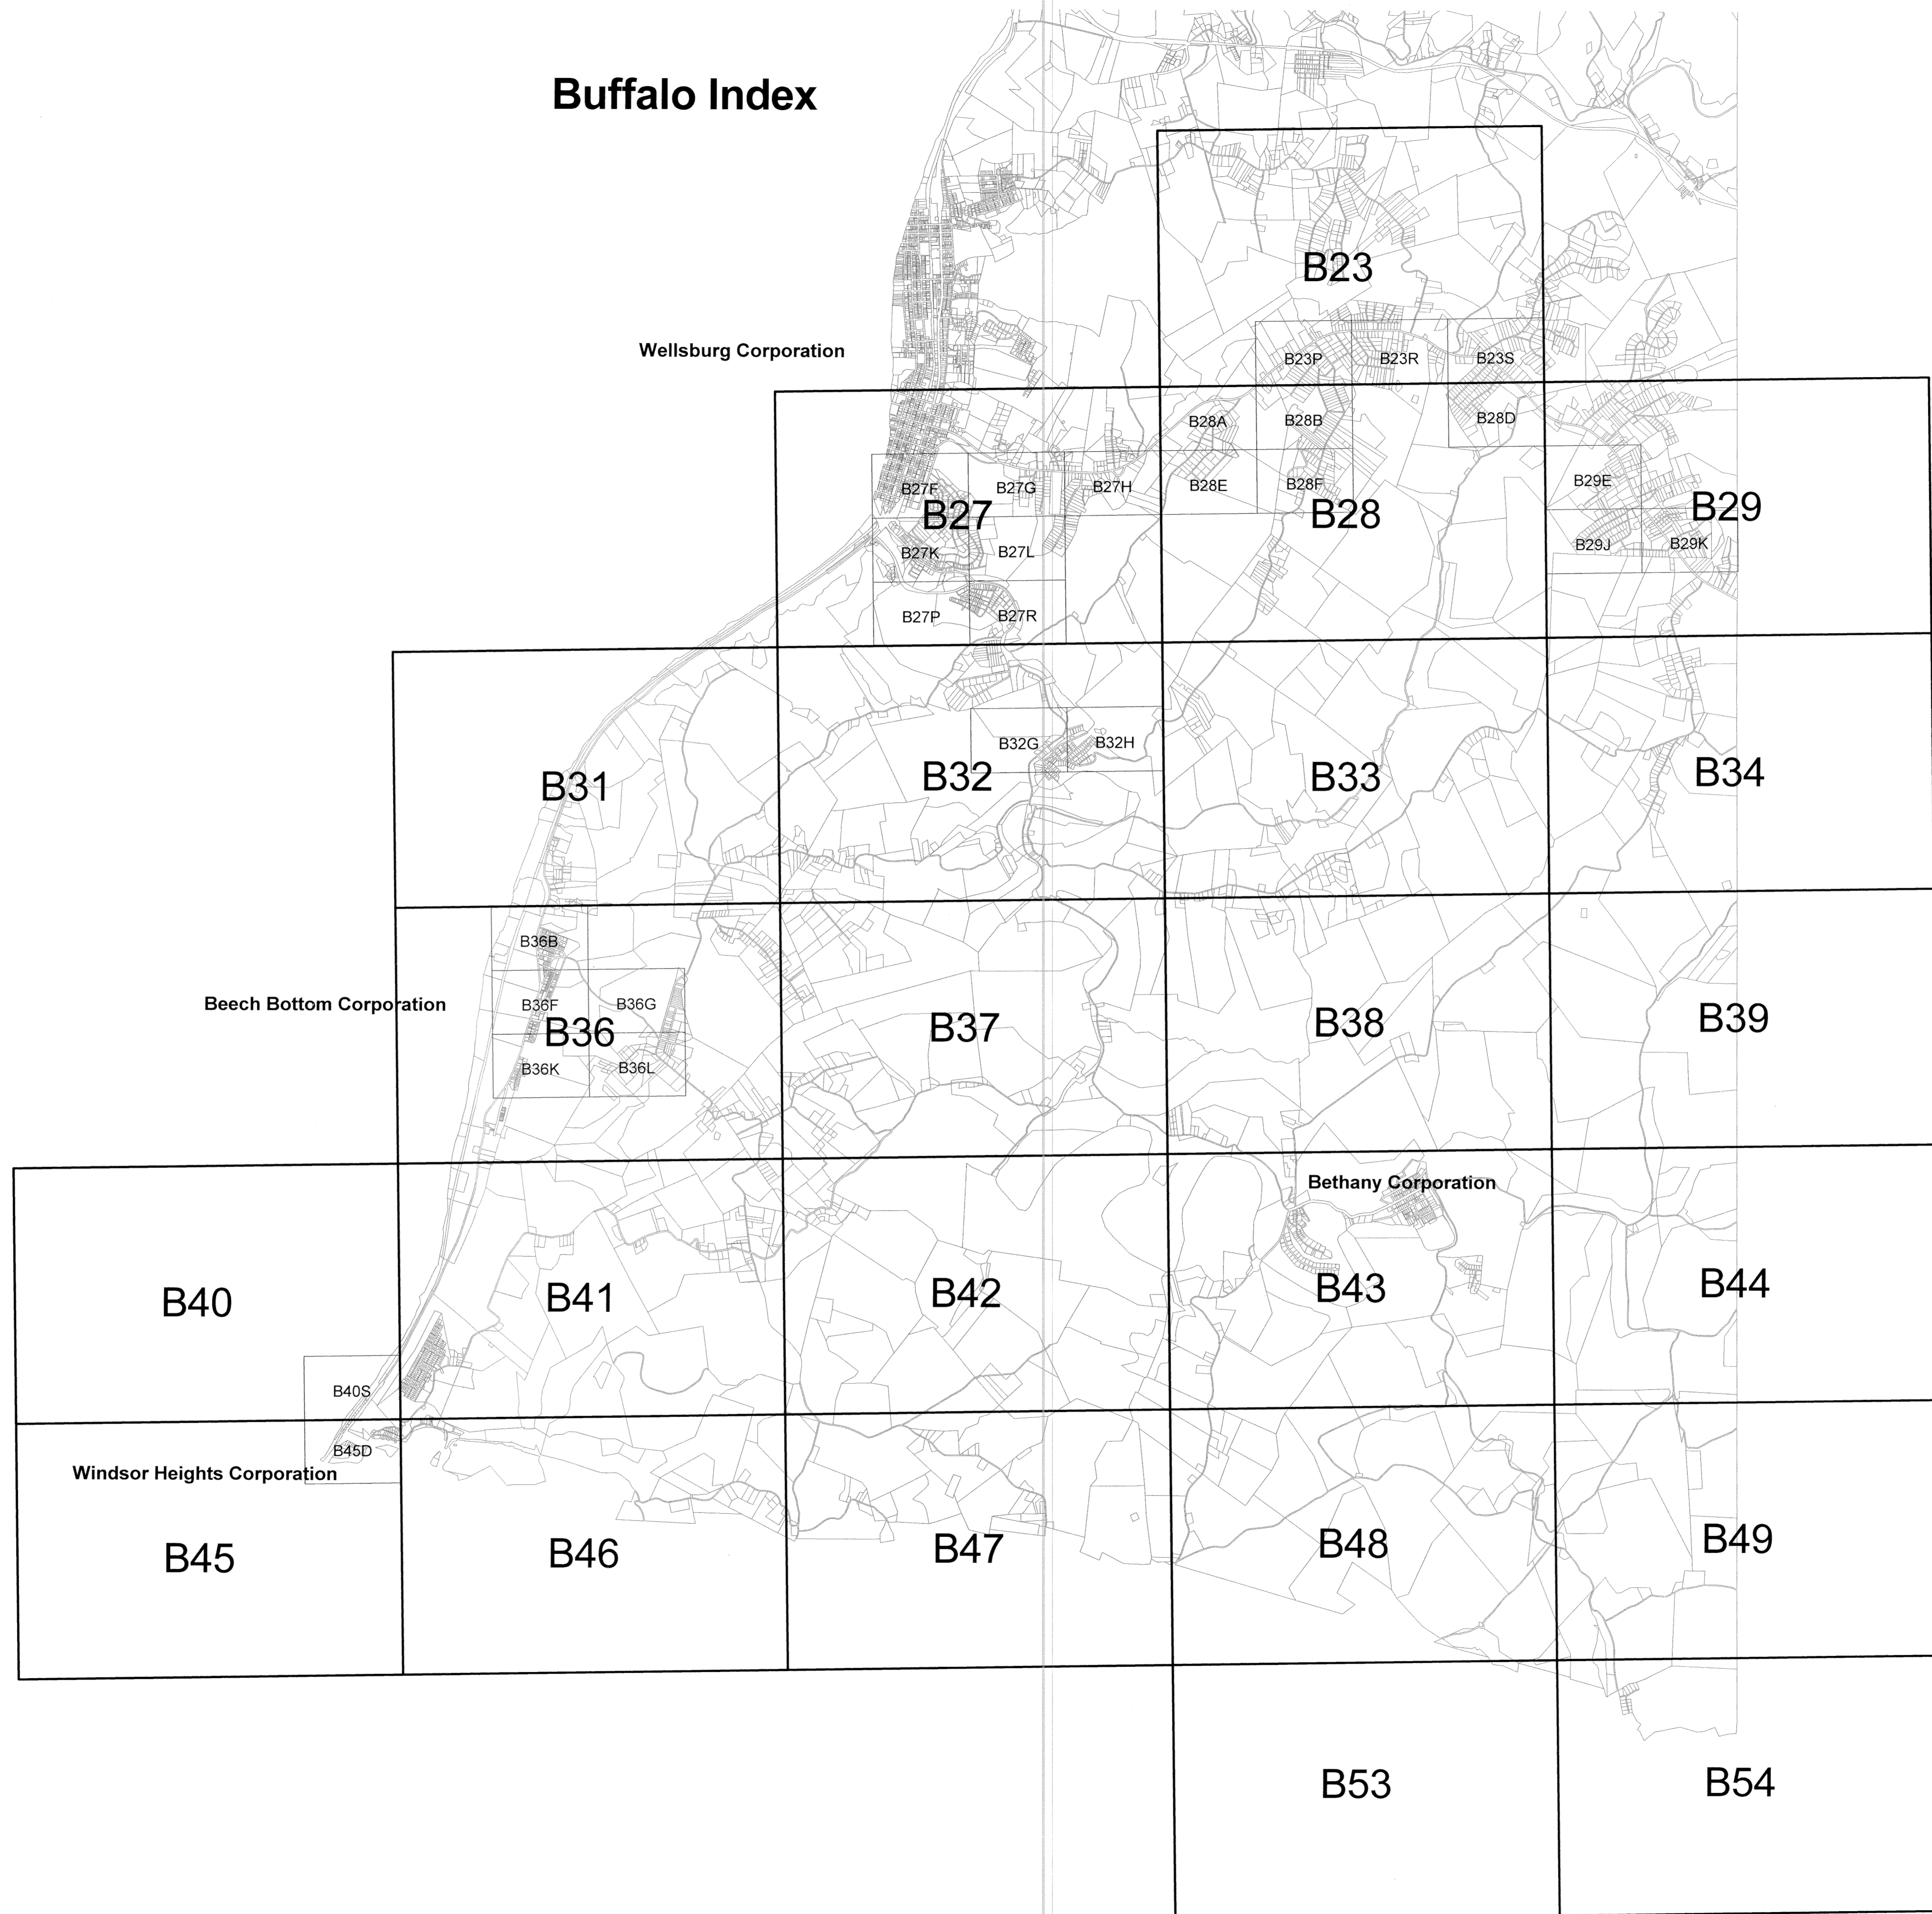 Buffalo Index
B23
Wellsburg Corporation
B23P
B23R
B23S
B28A
B28B
B28D
B27F
B27G
B27H
B28E
B28F
B29E
B27
B28
B29
B27K
B27L
B29J
B29K
B27P
B27R
B32G
B32H
B31
B32
B33
B34
B36B
Beech Bottom Corporation
B36F
B36G
B36
B37
B38
B39
B36K
B36L
Bethany Corporation
B40
B41
B42
B43
B44
B40S
B45D
Windsor Heights Corporation
B45
B46
B47
B48
B49
B53
B54